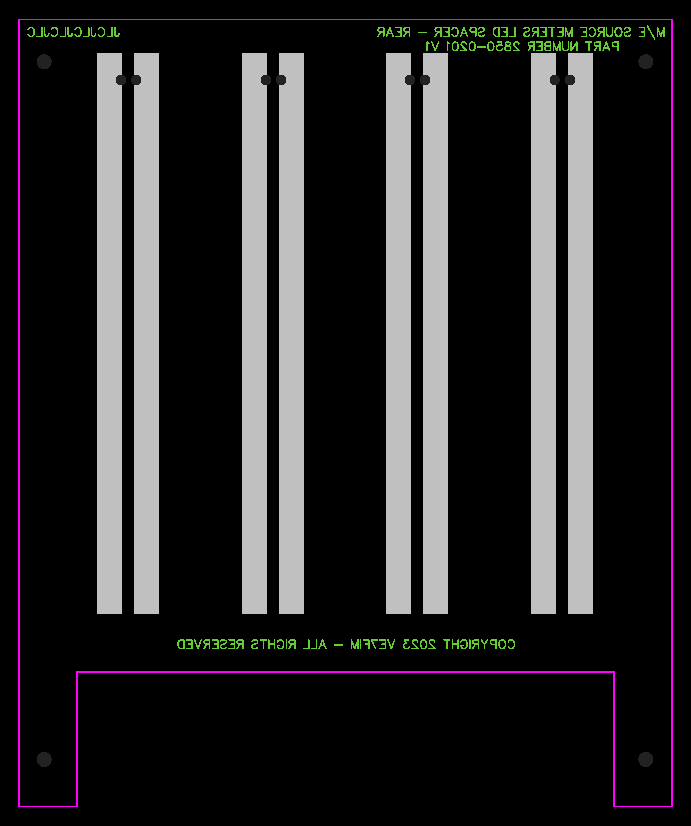 JLCJLCJLCJLC
M/E SOURCE METERS LED SPACER – REAR
PART NUMBER 2850–0201 V1
COPYRIGHT 2023 VE7FIM – ALL RIGHTS RESERVED